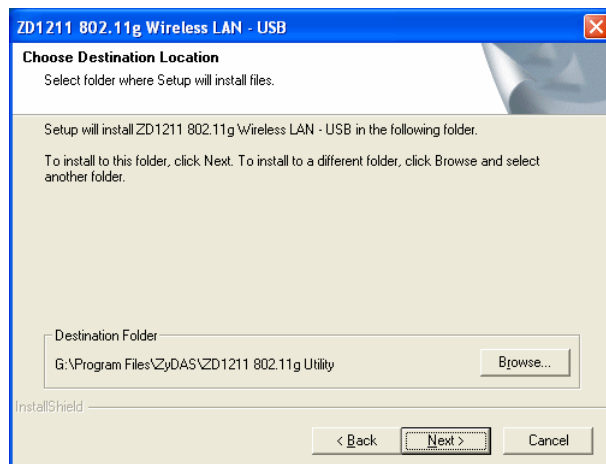 ZD1211 802.11g Wireless LAN - USB
Choose Destination Location
Select folder where Setup will install files.
Setup will install ZD1211 802.11g Wireless LAN - USB in the following folder.
To install to this folder, click Next. To install to a different folder, click Browse and select
another folder.
Destination Folder
G:\Program Files\ZyDAS\ZD1211 802.11g Utility
Browse...
InstallShield
< Back
Next >
Cancel